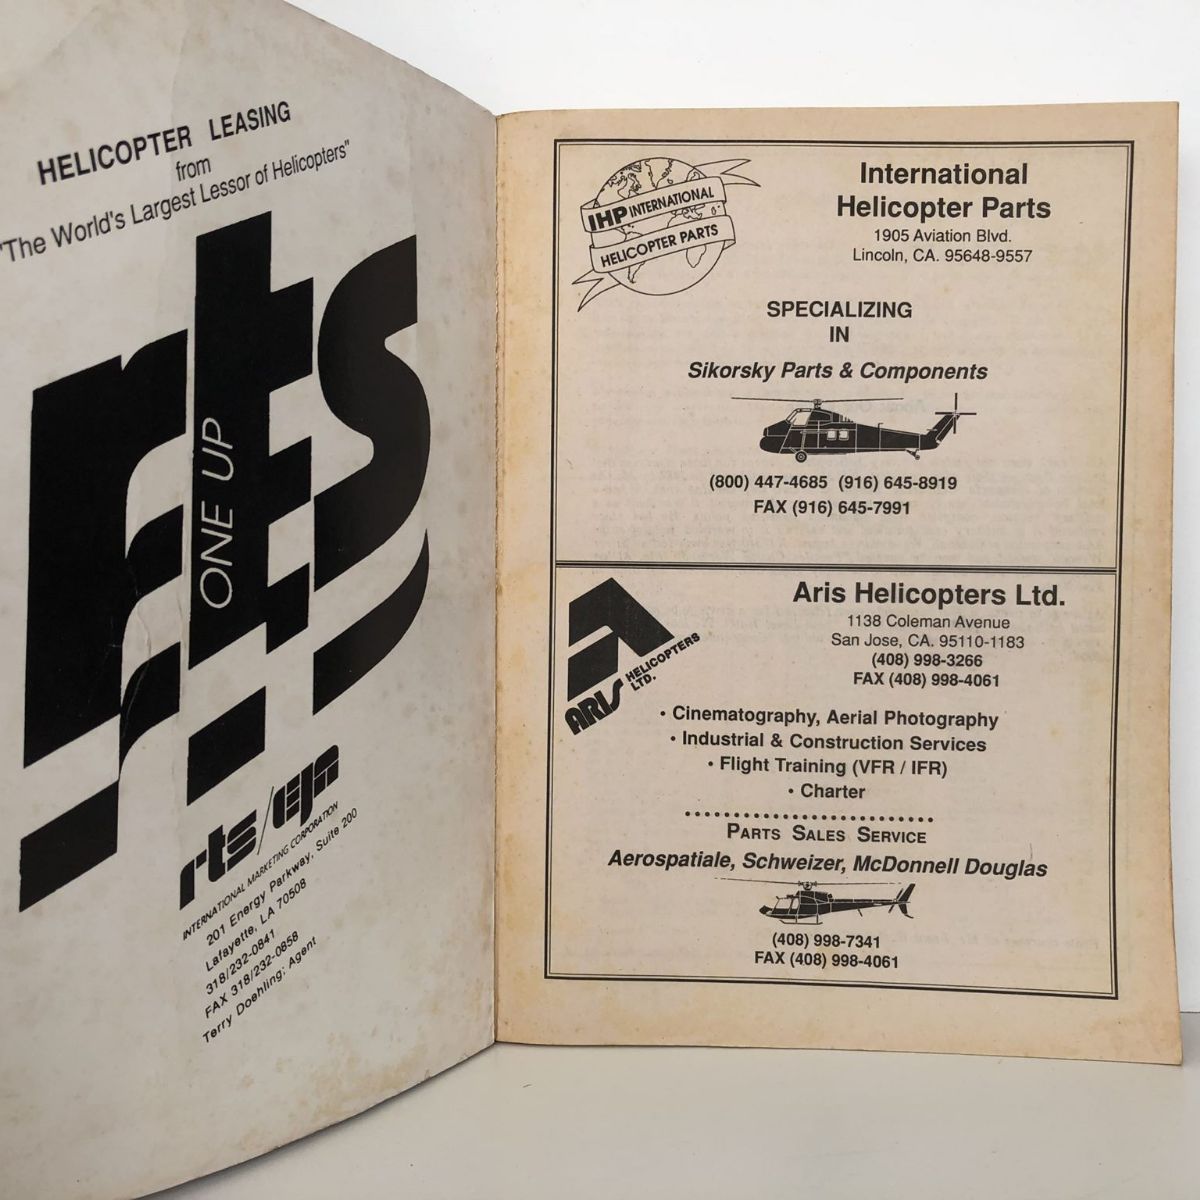 HELICOPTER LEASING
from
"The World's Largest Lessor of Helicopters"
rts
ONE UP
rts/eja
INTERNATIONAL MARKETING CORPORATION
201 Energy Parkway, Suite 200
Lafayette, LA 70508
318/232-0841
FAX 318/232-0858
Terry Doehling; Agent
IHP INTERNATIONAL
HELICOPTER PARTS
International
Helicopter Parts
1905 Aviation Blvd.
Lincoln, CA. 95648-9557
SPECIALIZING
IN
Sikorsky Parts & Components
(800) 447-4685 (916) 645-8919
FAX (916) 645-7991
ARIS HELICOPTERS
LTD.
Aris Helicopters Ltd.
1138 Coleman Avenue
San Jose, CA. 95110-1183
(408) 998-3266
FAX (408) 998-4061
• Cinematography, Aerial Photography
• Industrial & Construction Services
• Flight Training (VFR / IFR)
• Charter
PARTS SALES SERVICE
Aerospatiale, Schweizer, McDonnell Douglas
(408) 998-7341
FAX (408) 998-4061